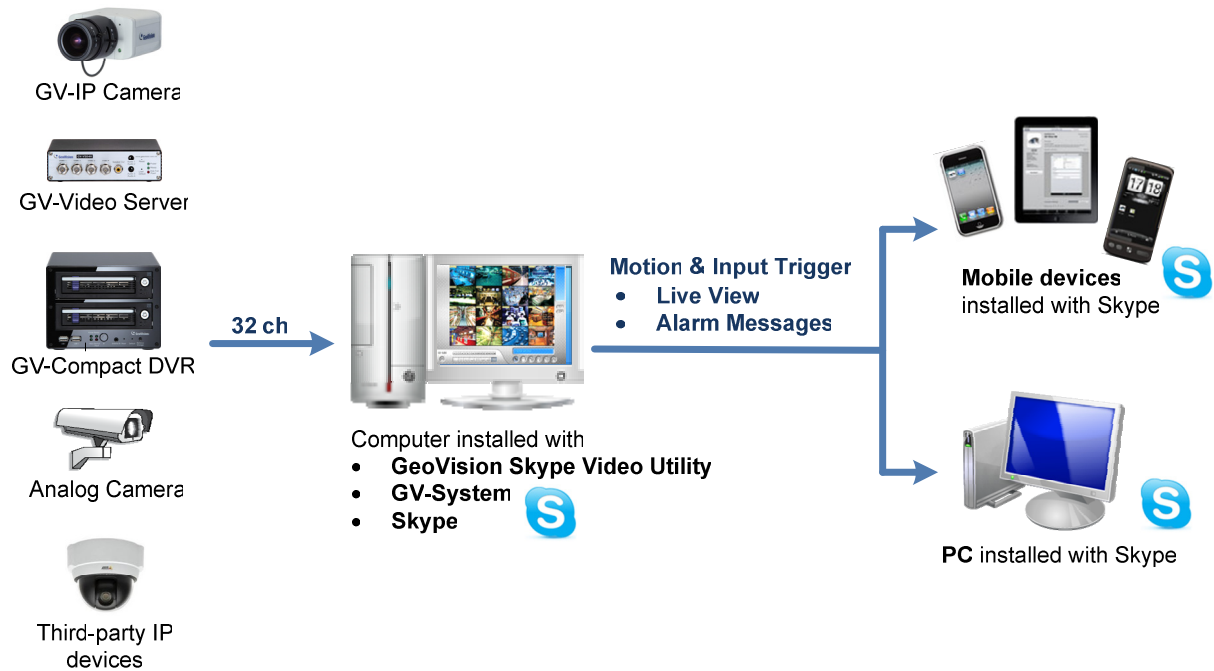 GV-IP Camera
GV-Video Server
GV-Compact DVR
Analog Camera
Third-party IP
devices
32 ch
Computer installed with
• GeoVision Skype Video Utility
• GV-System
• Skype
S
Motion & Input Trigger
• Live View
• Alarm Messages
17 18
Mobile devices
installed with Skype
S
PC installed with Skype
S